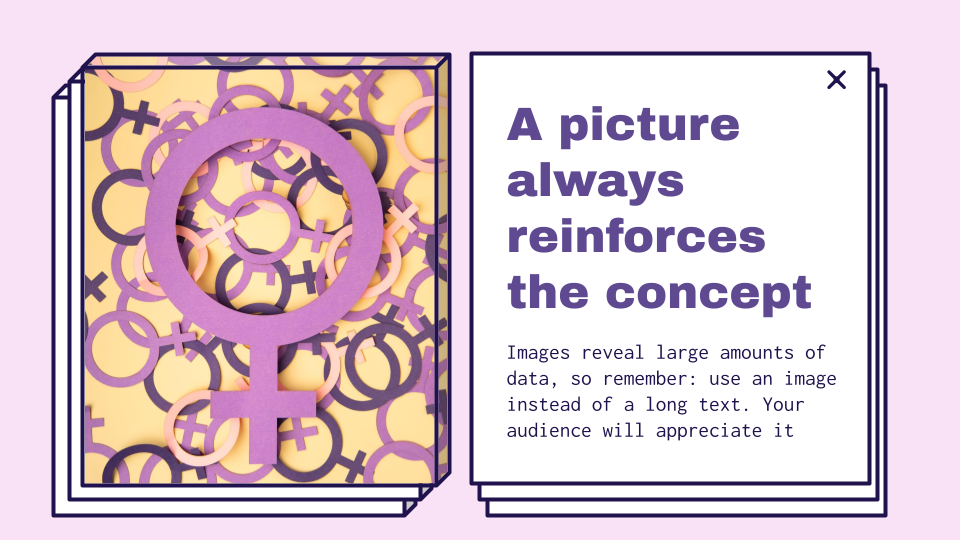 A picture
always
reinforces
the concept
Images reveal large amounts of
data, so remember: use an image
instead of a long text. Your
audience will appreciate it